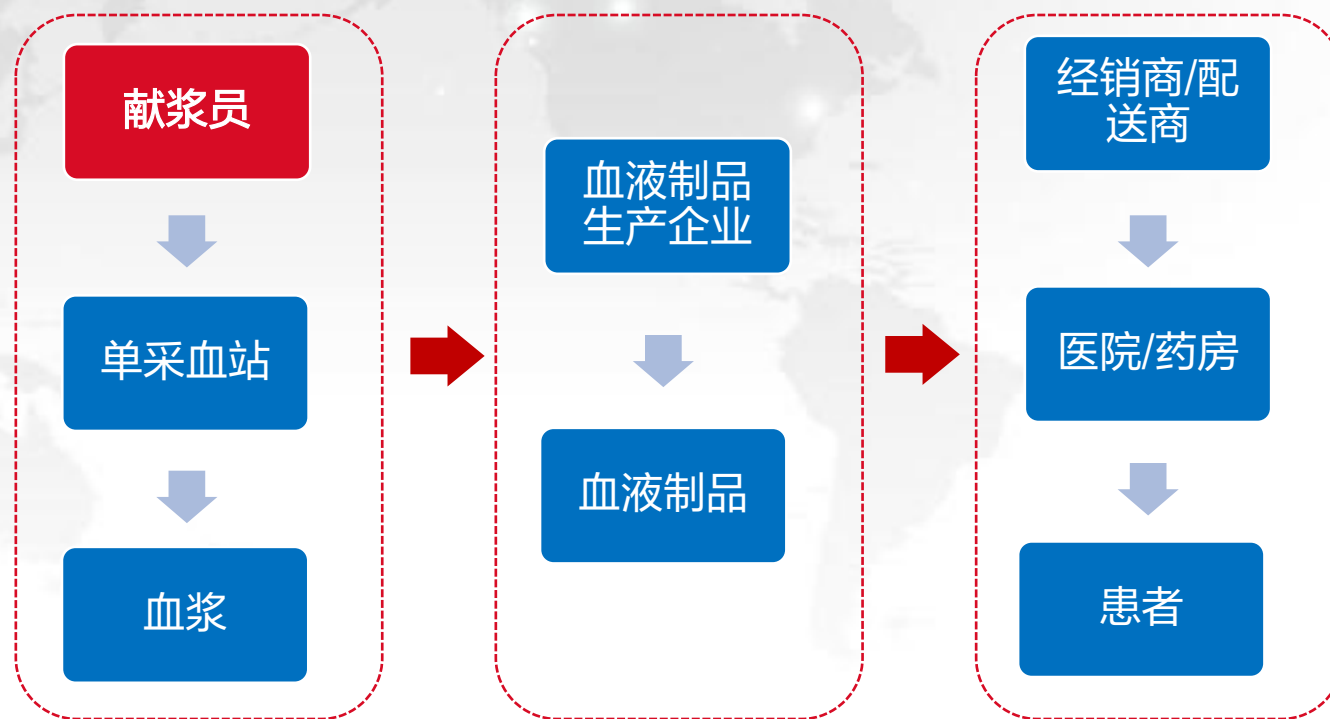 献浆员
单采血站
血浆
血液制品
生产企业
血液制品
经销商/配
送商
医院/药房
患者